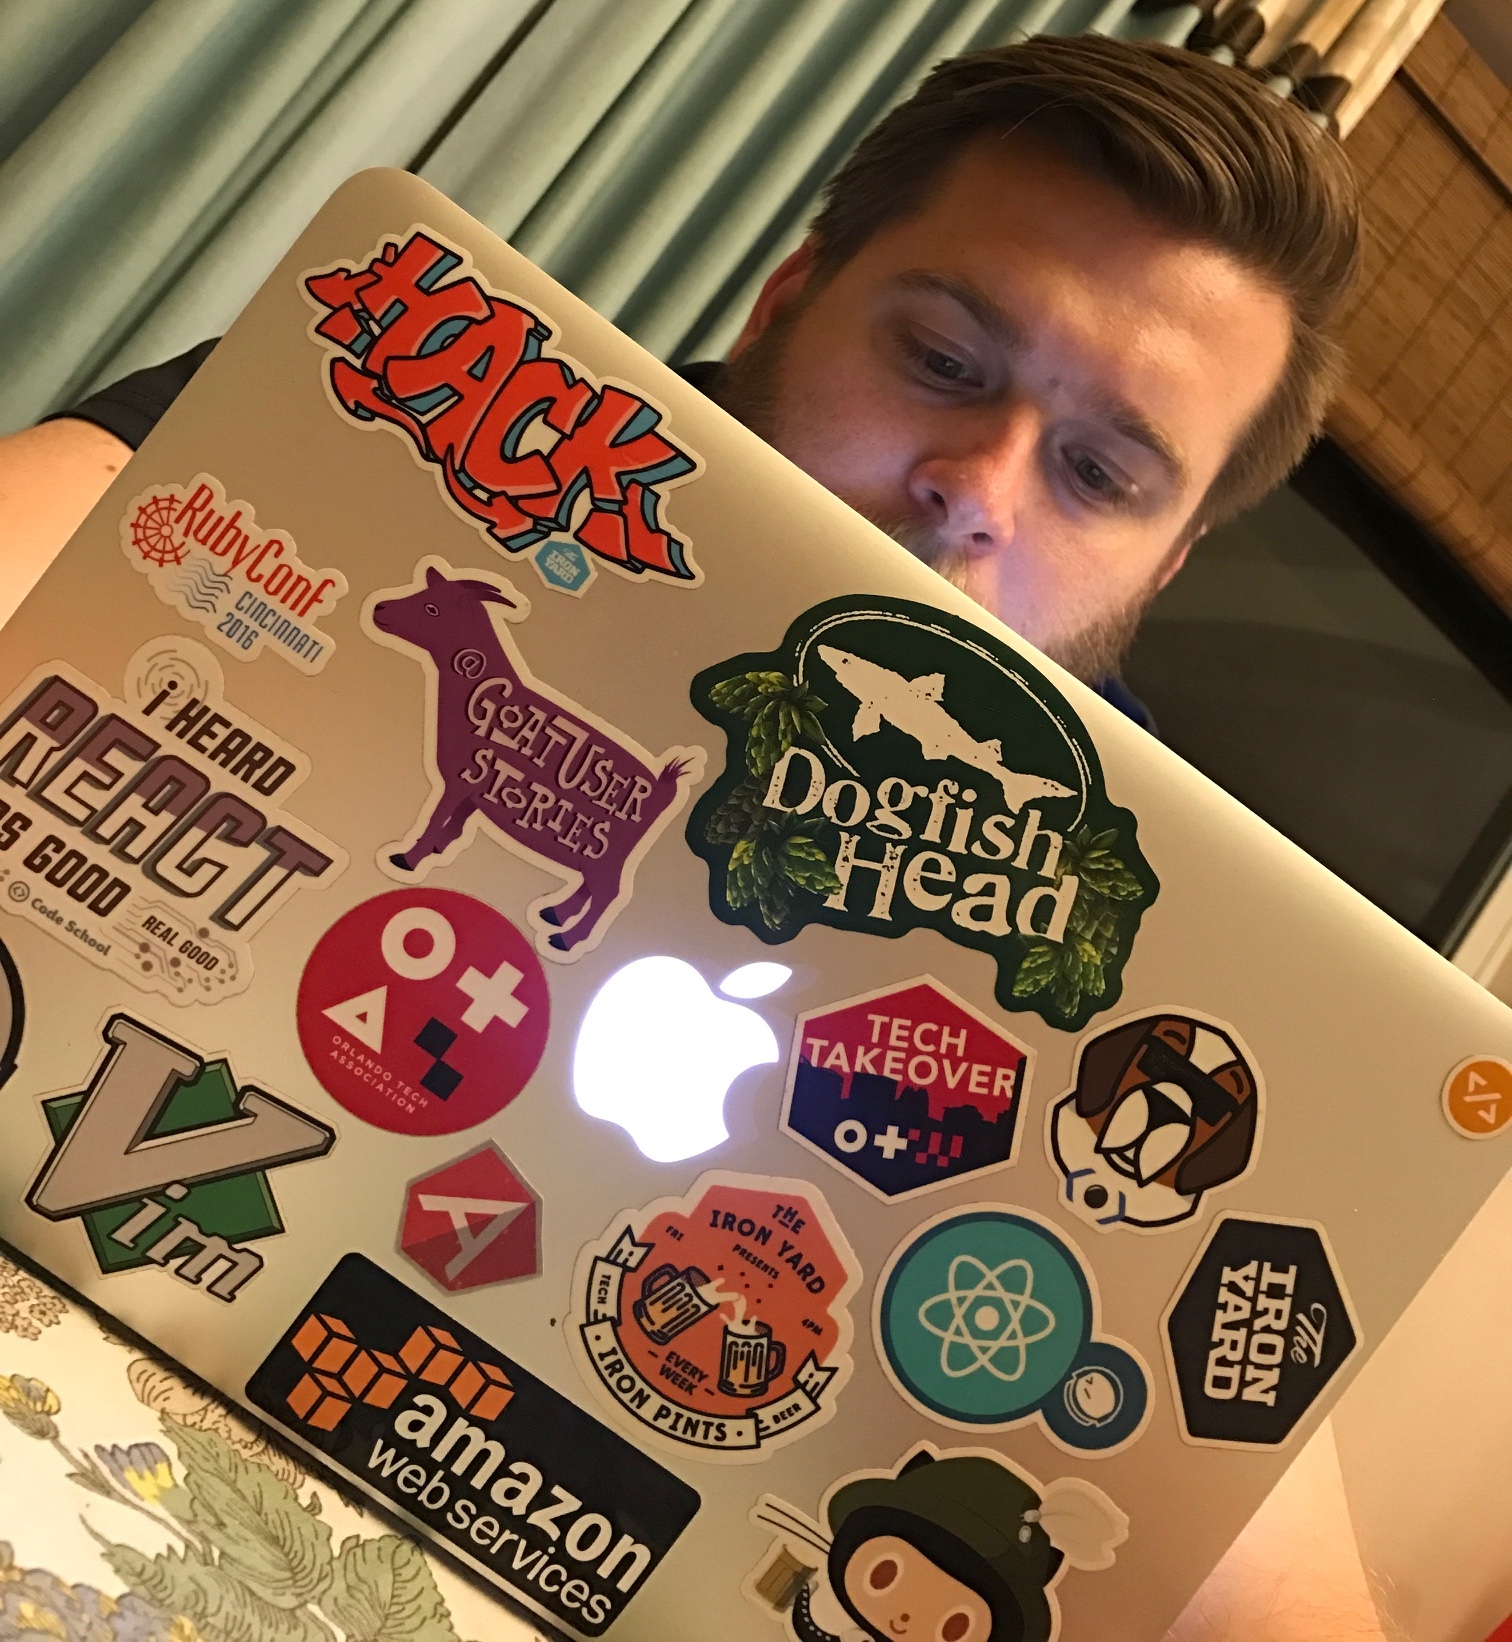 HACK
The
IRON
YARD
RubyConf
CINCINNATI
2016
@
GOATUSER
STORIES
i HEARD
REACT
GOOD
Code School
REAL GOOD
Dogfish
Head
ORLANDO TECH
ASSOCIATION
TECH
TAKEOVER
Vim
A
THE
IRON YARD
FRI
PRESENTS
4PM
TECH
EVERY
WEEK
IRON PINTS
BEER
The
IRON
YARD
amazon
web services